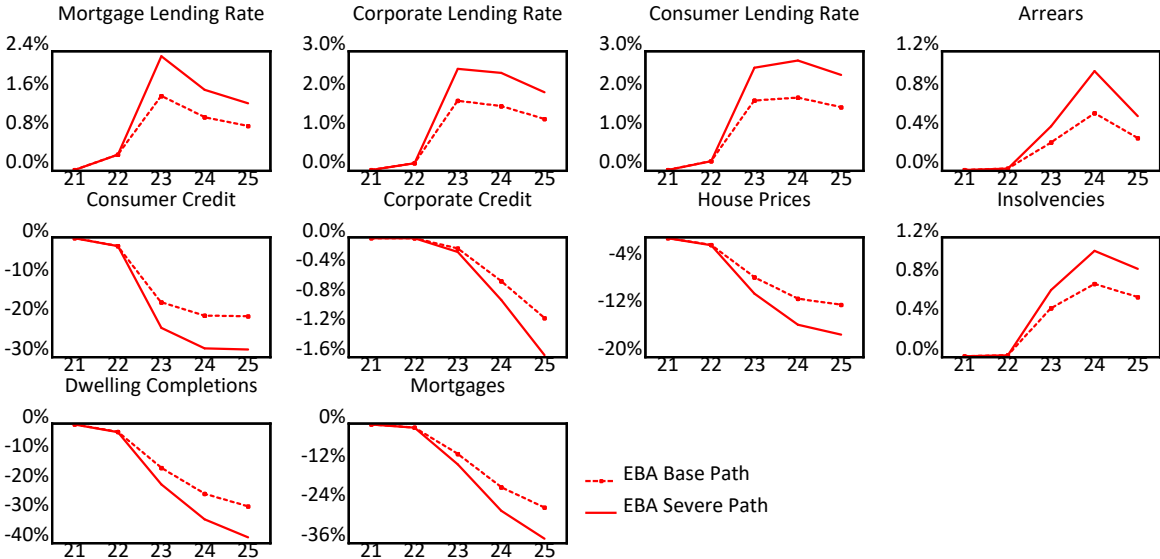 Mortgage Lending Rate
2.4%
1.6%
0.8%
0.0%
21 22 23 24 25
Corporate Lending Rate
3.0%
2.0%
1.0%
0.0%
21 22 23 24 25
Consumer Lending Rate
3.0%
2.0%
1.0%
0.0%
21 22 23 24 25
Arrears
1.2%
0.8%
0.4%
0.0%
21 22 23 24 25
Consumer Credit
0%
-10%
-20%
-30%
21 22 23 24 25
Corporate Credit
0.0%
-0.4%
-0.8%
-1.2%
-1.6%
21 22 23 24 25
House Prices
-4%
-12%
-20%
21 22 23 24 25
Insolvencies
1.2%
0.8%
0.4%
0.0%
21 22 23 24 25
Dwelling Completions
0%
-10%
-20%
-30%
-40%
21 22 23 24 25
Mortgages
0%
-12%
-24%
-36%
21 22 23 24 25
EBA Base Path
EBA Severe Path